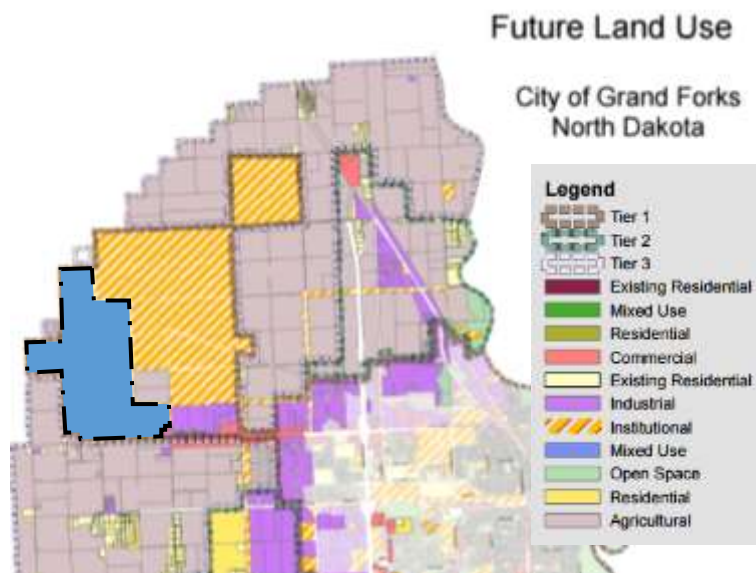 Future Land Use
City of Grand Forks
North Dakota
Legend
Tier 1
Tier 2
Tier 3
Existing Residential
Mixed Use
Residential
Commercial
Existing Residential
Industrial
Institutional
Mixed Use
Open Space
Residential
Agricultural